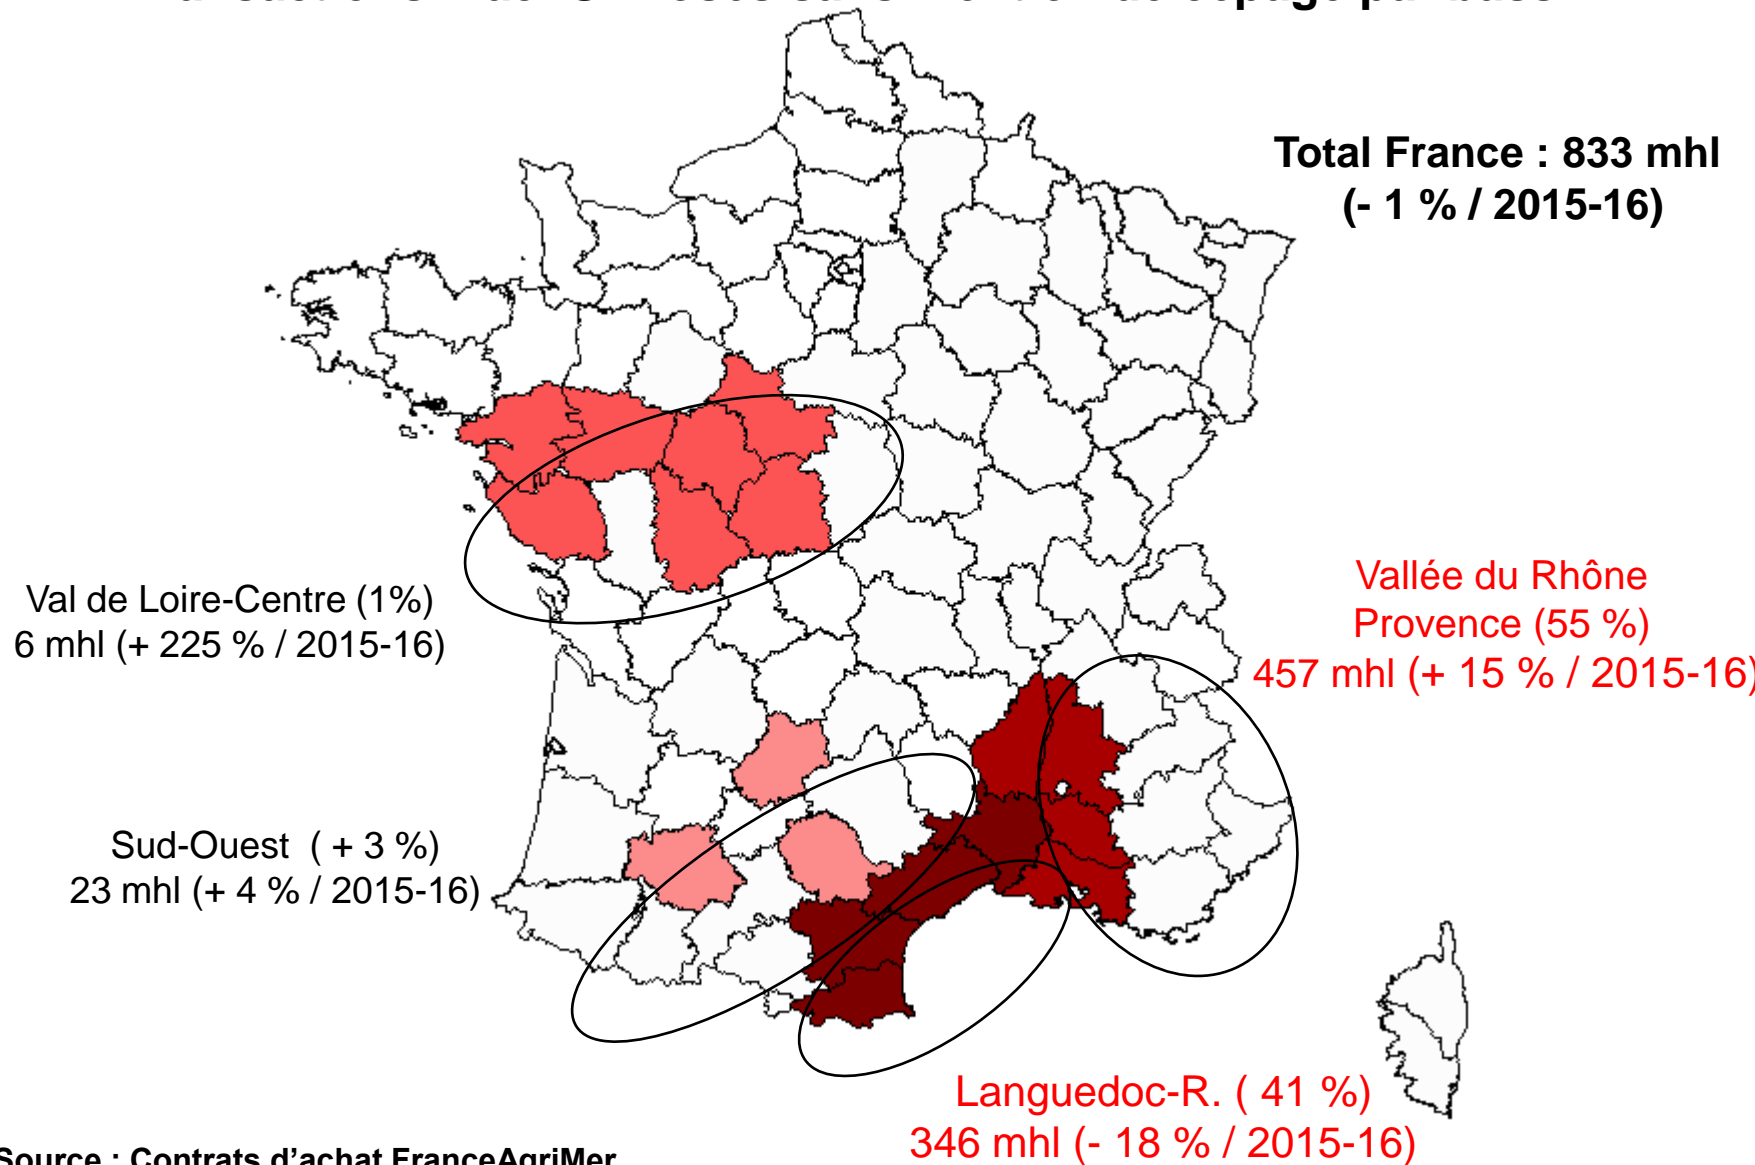 Total France : 833 mhl
(- 1 % / 2015-16)
Vallée du Rhône
Provence (55 %)
457 mhl (+ 15 % / 2015-16)
Val de Loire-Centre (1%)
6 mhl (+ 225 % / 2015-16)
Sud-Ouest ( + 3 %)
23 mhl (+ 4 % / 2015-16)
Languedoc-R. ( 41 %)
346 mhl (- 18 % / 2015-16)
Source : Contrats d'achat FranceAgriMer